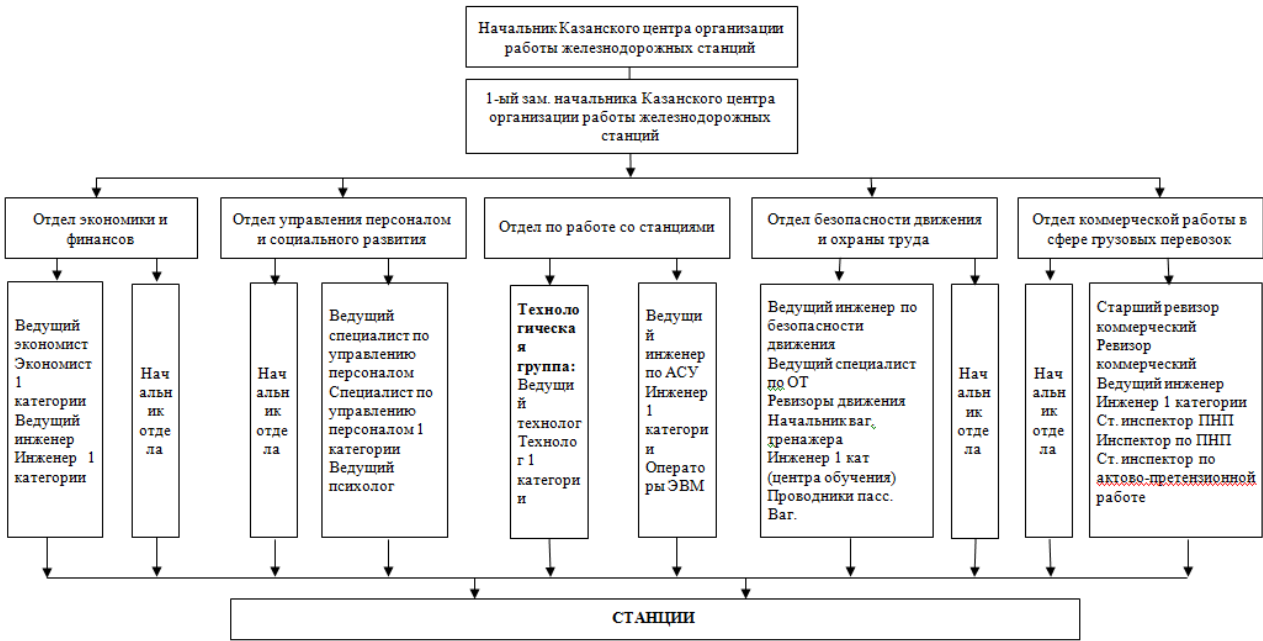 Начальник Казанского центра организации
работы железнодорожных станций
1-ый зам. начальника Казанского центра
организации работы железнодорожных
станций
Отдел экономики и
финансов
Отдел управления персоналом
и социального развития
Отдел по работе со станциями
Отдел безопасности движения
и охраны труда
Отдел коммерческой работы в
сфере грузовых перевозок
Ведущий
экономист
Экономист
1
категории
Ведущий
инженер
Инженер 1
категории
Нач
альн
ик
отде
ла
Нач
альн
ик
отде
ла
Ведущий
специалист по
управлению
персоналом
Специалист по
управлению
персоналом 1
категории
Ведущий
психолог
Техноло
гическа
я
группа:
Ведущи
й
технолог
Техноло
г 1
категори
и
Ведущи
й
инженер
по АСУ
Инженер
1
категори
и
Операто
ры ЭВМ
Ведущий инженер по
безопасности
движения
Ведущий специалист
по ОТ
Ревизоры движения
Начальник ваг,
тренажера
Инженер 1 кат
(центра обучения)
Проводники пасс.
Ваг.
Нач
альн
ик
отде
ла
Нач
альн
ик
отде
ла
Старший ревизор
коммерческий
Ревизор
коммерческий
Ведущий инженер
Инженер 1 категории
Ст. инспектор ПНП
Инспектор по ПНП
Ст. инспектор по
актово-претензионной
работе
СТАНЦИИ